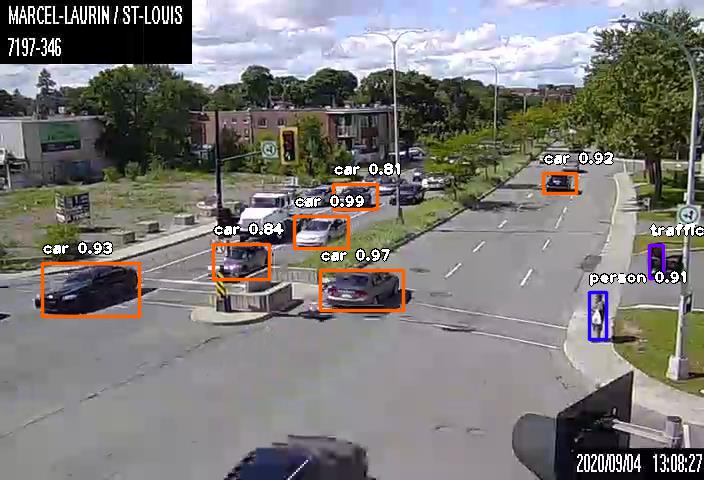 MARCEL-LAURIN / ST-LOUIS
7197-346
car 0.81
car 0.92
car 0.99
car 0.84
car 0.93
car 0.97
traffic
person 0.91
2020/09/04 13:08:27